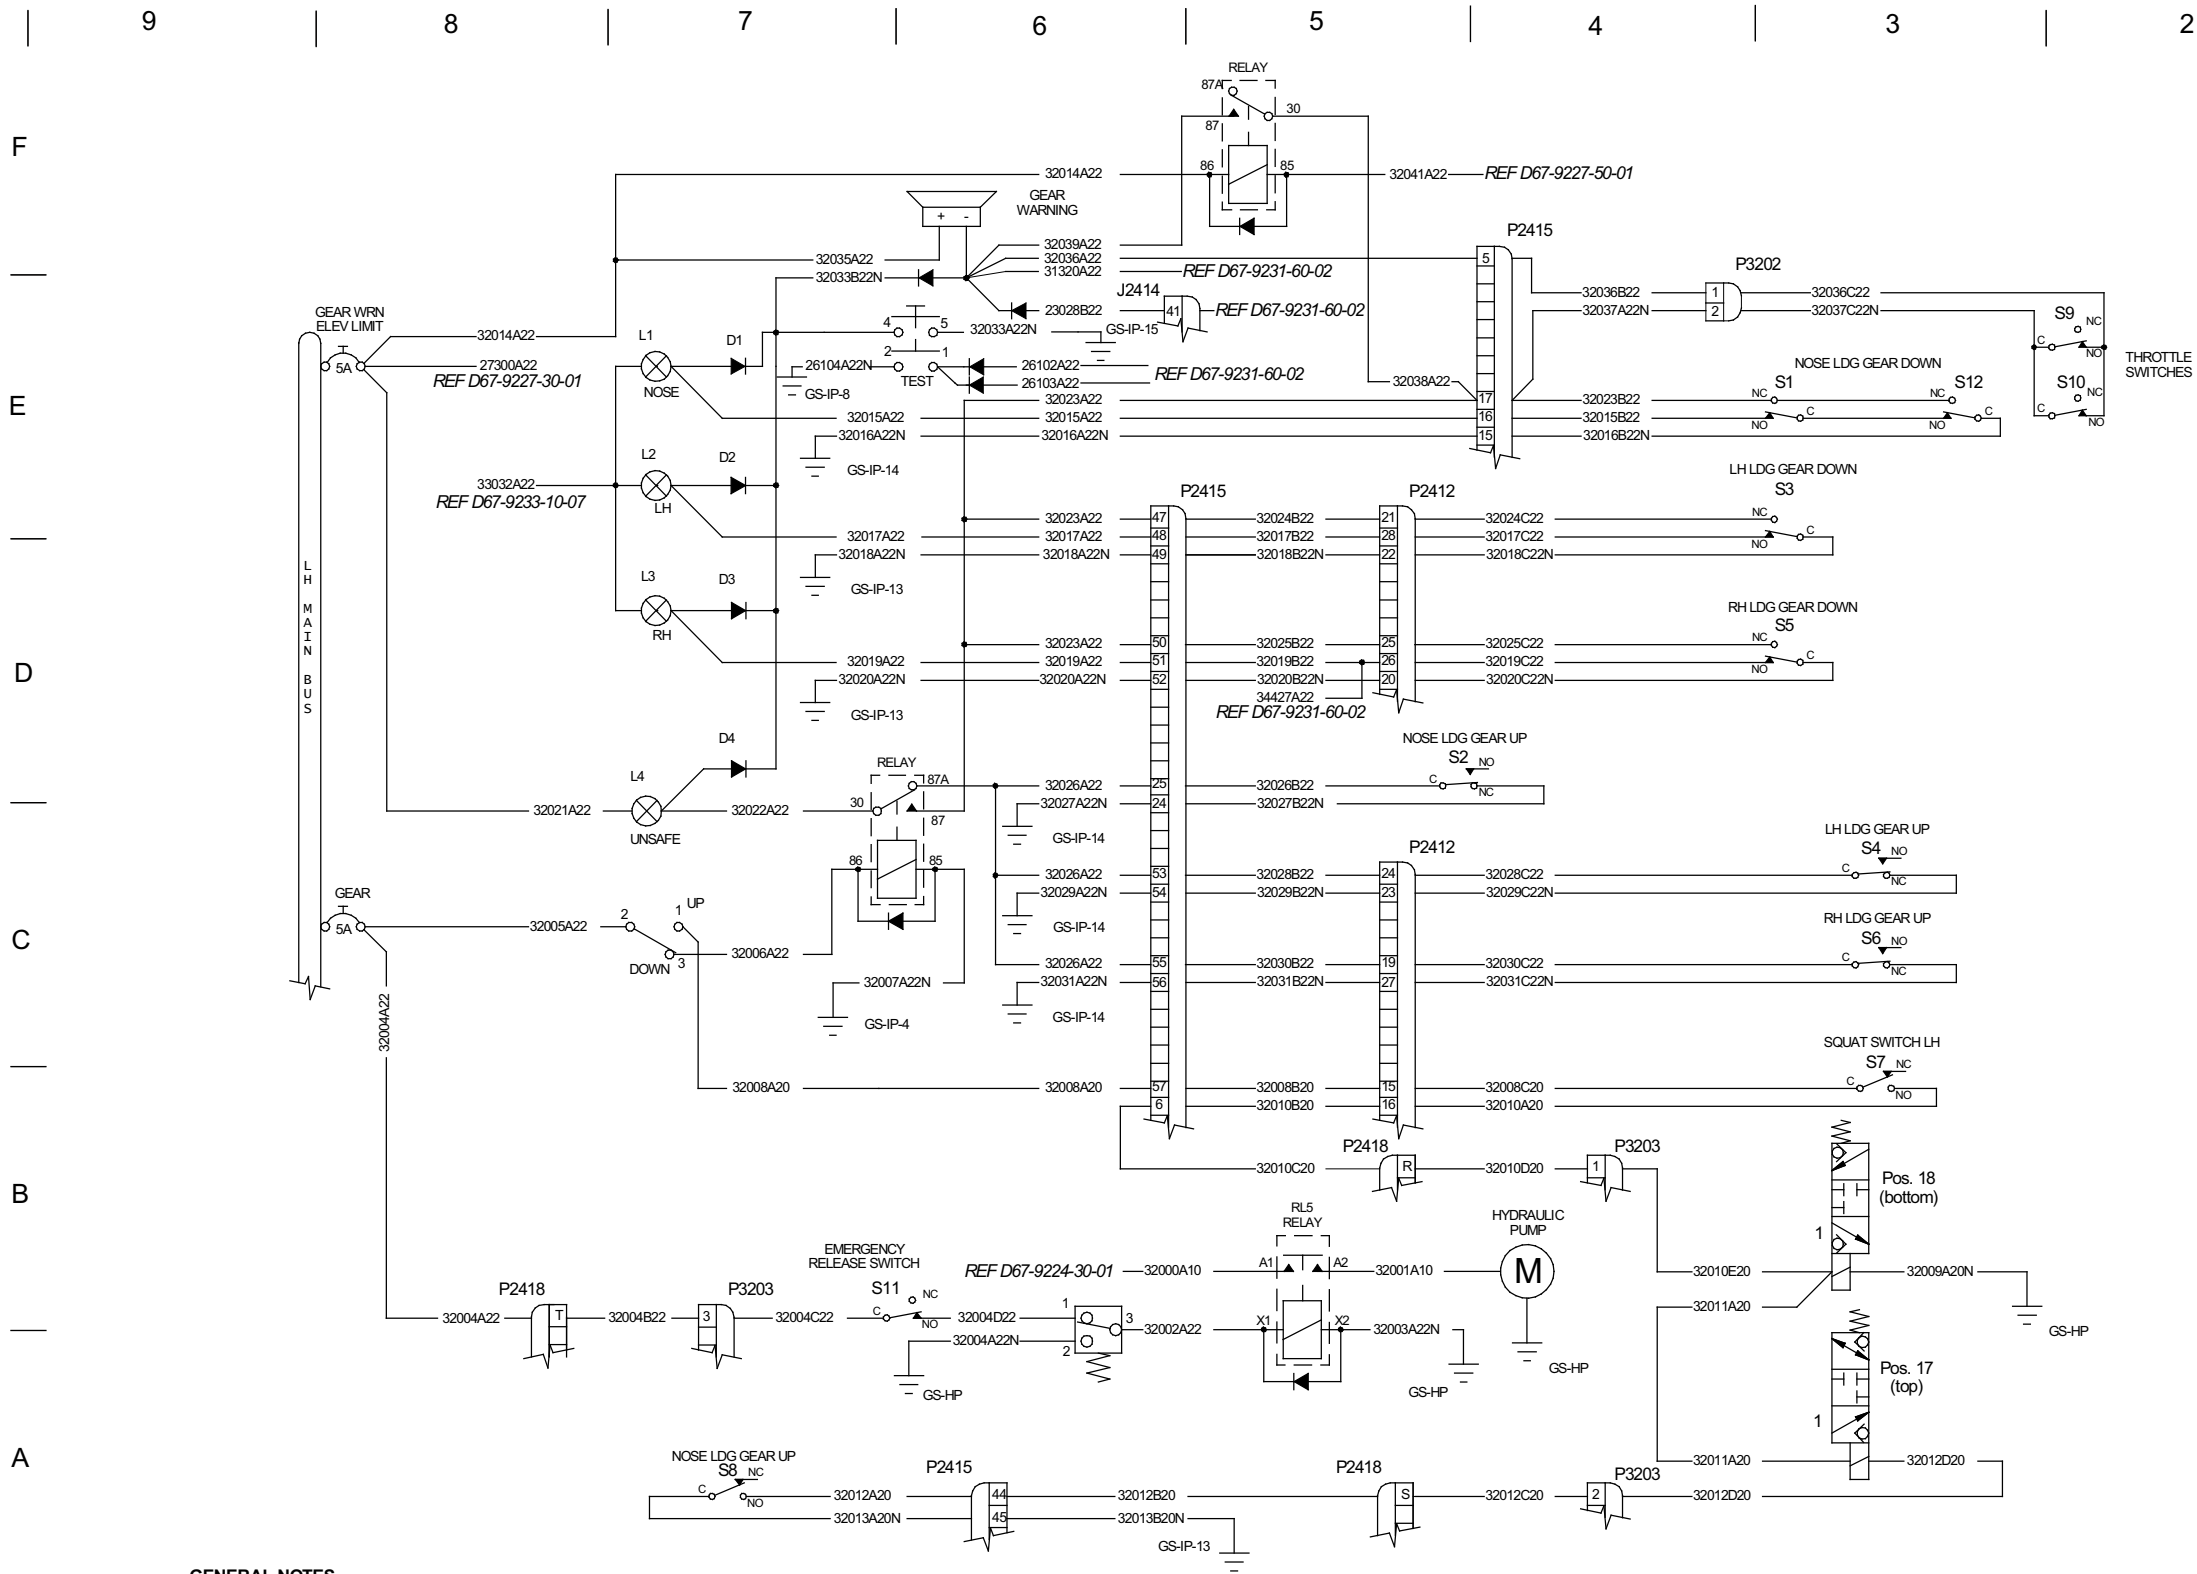 9 8 7 6 5 4 3 2
F
RELAY
87A
30
87
86 85
32014A22
32041A22 REF D67-9227-50-01
GEAR
WARNING
+ -
P2415
32039A22
32035A22 32036A22 5
32033B22N 31320A22 REF D67-9231-60-02
P3202
J2414
32036B22 1 32036C22
23028B22 41 REF D67-9231-60-02
32037A22N 2 32037C22N
GEAR WRN
ELEV LIMIT
32014A22
L1 D1
4 5 32033A22N GS-IP-15
S9 NC
C NO
THROTTLE
SWITCHES
5A 27300A22
REF D67-9227-30-01
NOSE
26104A22N 2 1 26102A22
GS-IP-8 TEST 26103A22 REF D67-9231-60-02
NOSE LDG GEAR DOWN
32038A22
S1 S12 S10 NC
E
32023A22 17 32023B22 NC NC
C NO
32015A22 32015A22 16 32015B22 NO C NO C
32016A22N 32016A22N 15 32016B22N
GS-IP-14
L2 D2
LH LDG GEAR DOWN
33032A22
REF D67-9233-10-07
LH
P2415 P2412 S3
32023A22 47 32024B22 21 32024C22 NC
32017A22 32017A22 48 32017B22 28 32017C22 NO C
32018A22N 32018A22N 49 32018B22N 22 32018C22N
LH MAIN BUS
L3 D3
GS-IP-13
RH
RH LDG GEAR DOWN
S5
32023A22 50 32025B22 25 32025C22 NC
D
32019A22 32019A22 51 32019B22 26 32019C22 NO C
32020A22N 32020A22N 52 32020B22N 20 32020C22N
34427A22
GS-IP-13 REF D67-9231-60-02
D4
NOSE LDG GEAR UP
RELAY S2 NO
L4 87A 32026A22 25 32026B22 C NC
32021A22 32022A22 30 32027A22N 24 32027B22N
UNSAFE 87
GS-IP-14
LH LDG GEAR UP
P2412 S4 NO
86 85
32026A22 53 32028B22 24 32028C22 C NC
GEAR 32029A22N 54 32029B22N 23 32029C22N
2 1 UP
RH LDG GEAR UP
5A 32005A22
GS-IP-14
C
DOWN 3 32006A22
S6 NO
32026A22 55 32030B22 19 32030C22 C NC
32007A22N 32031A22N 56 32031B22N 27 32031C22N
32004A22
GS-IP-4 GS-IP-14
SQUAT SWITCH LH
S7 NC
32008A20 32008A20 57 32008B20 15 32008C20 C NO
6 32010B20 16 32010A20
P2418 P3203
32010C20 R 32010D20 1
B
Pos. 18
(bottom)
RL5
RELAY
HYDRAULIC
PUMP
1
EMERGENCY
RELEASE SWITCH
REF D67-9224-30-01 32000A10 A1 A2 32001A10 M 32010E20 32009A20N
P2418 P3203 S11 NC
32011A20
32004A22 T 32004B22 3 32004C22 C NO 32004D22 1 3 32002A22 X1 X2 32003A22N GS-HP
32004A22N 2
GS-HP GS-HP GS-HP
Pos. 17
(top)
1
A
NOSE LDG GEAR UP
S8 NC
P2415 P2418 P3203
32011A20 32012D20
C NO 32012A20 44 32012B20 S 32012C20 2 32012D20
32013A20N 45 32013B20N
GS-IP-13
GENERAL NOTES